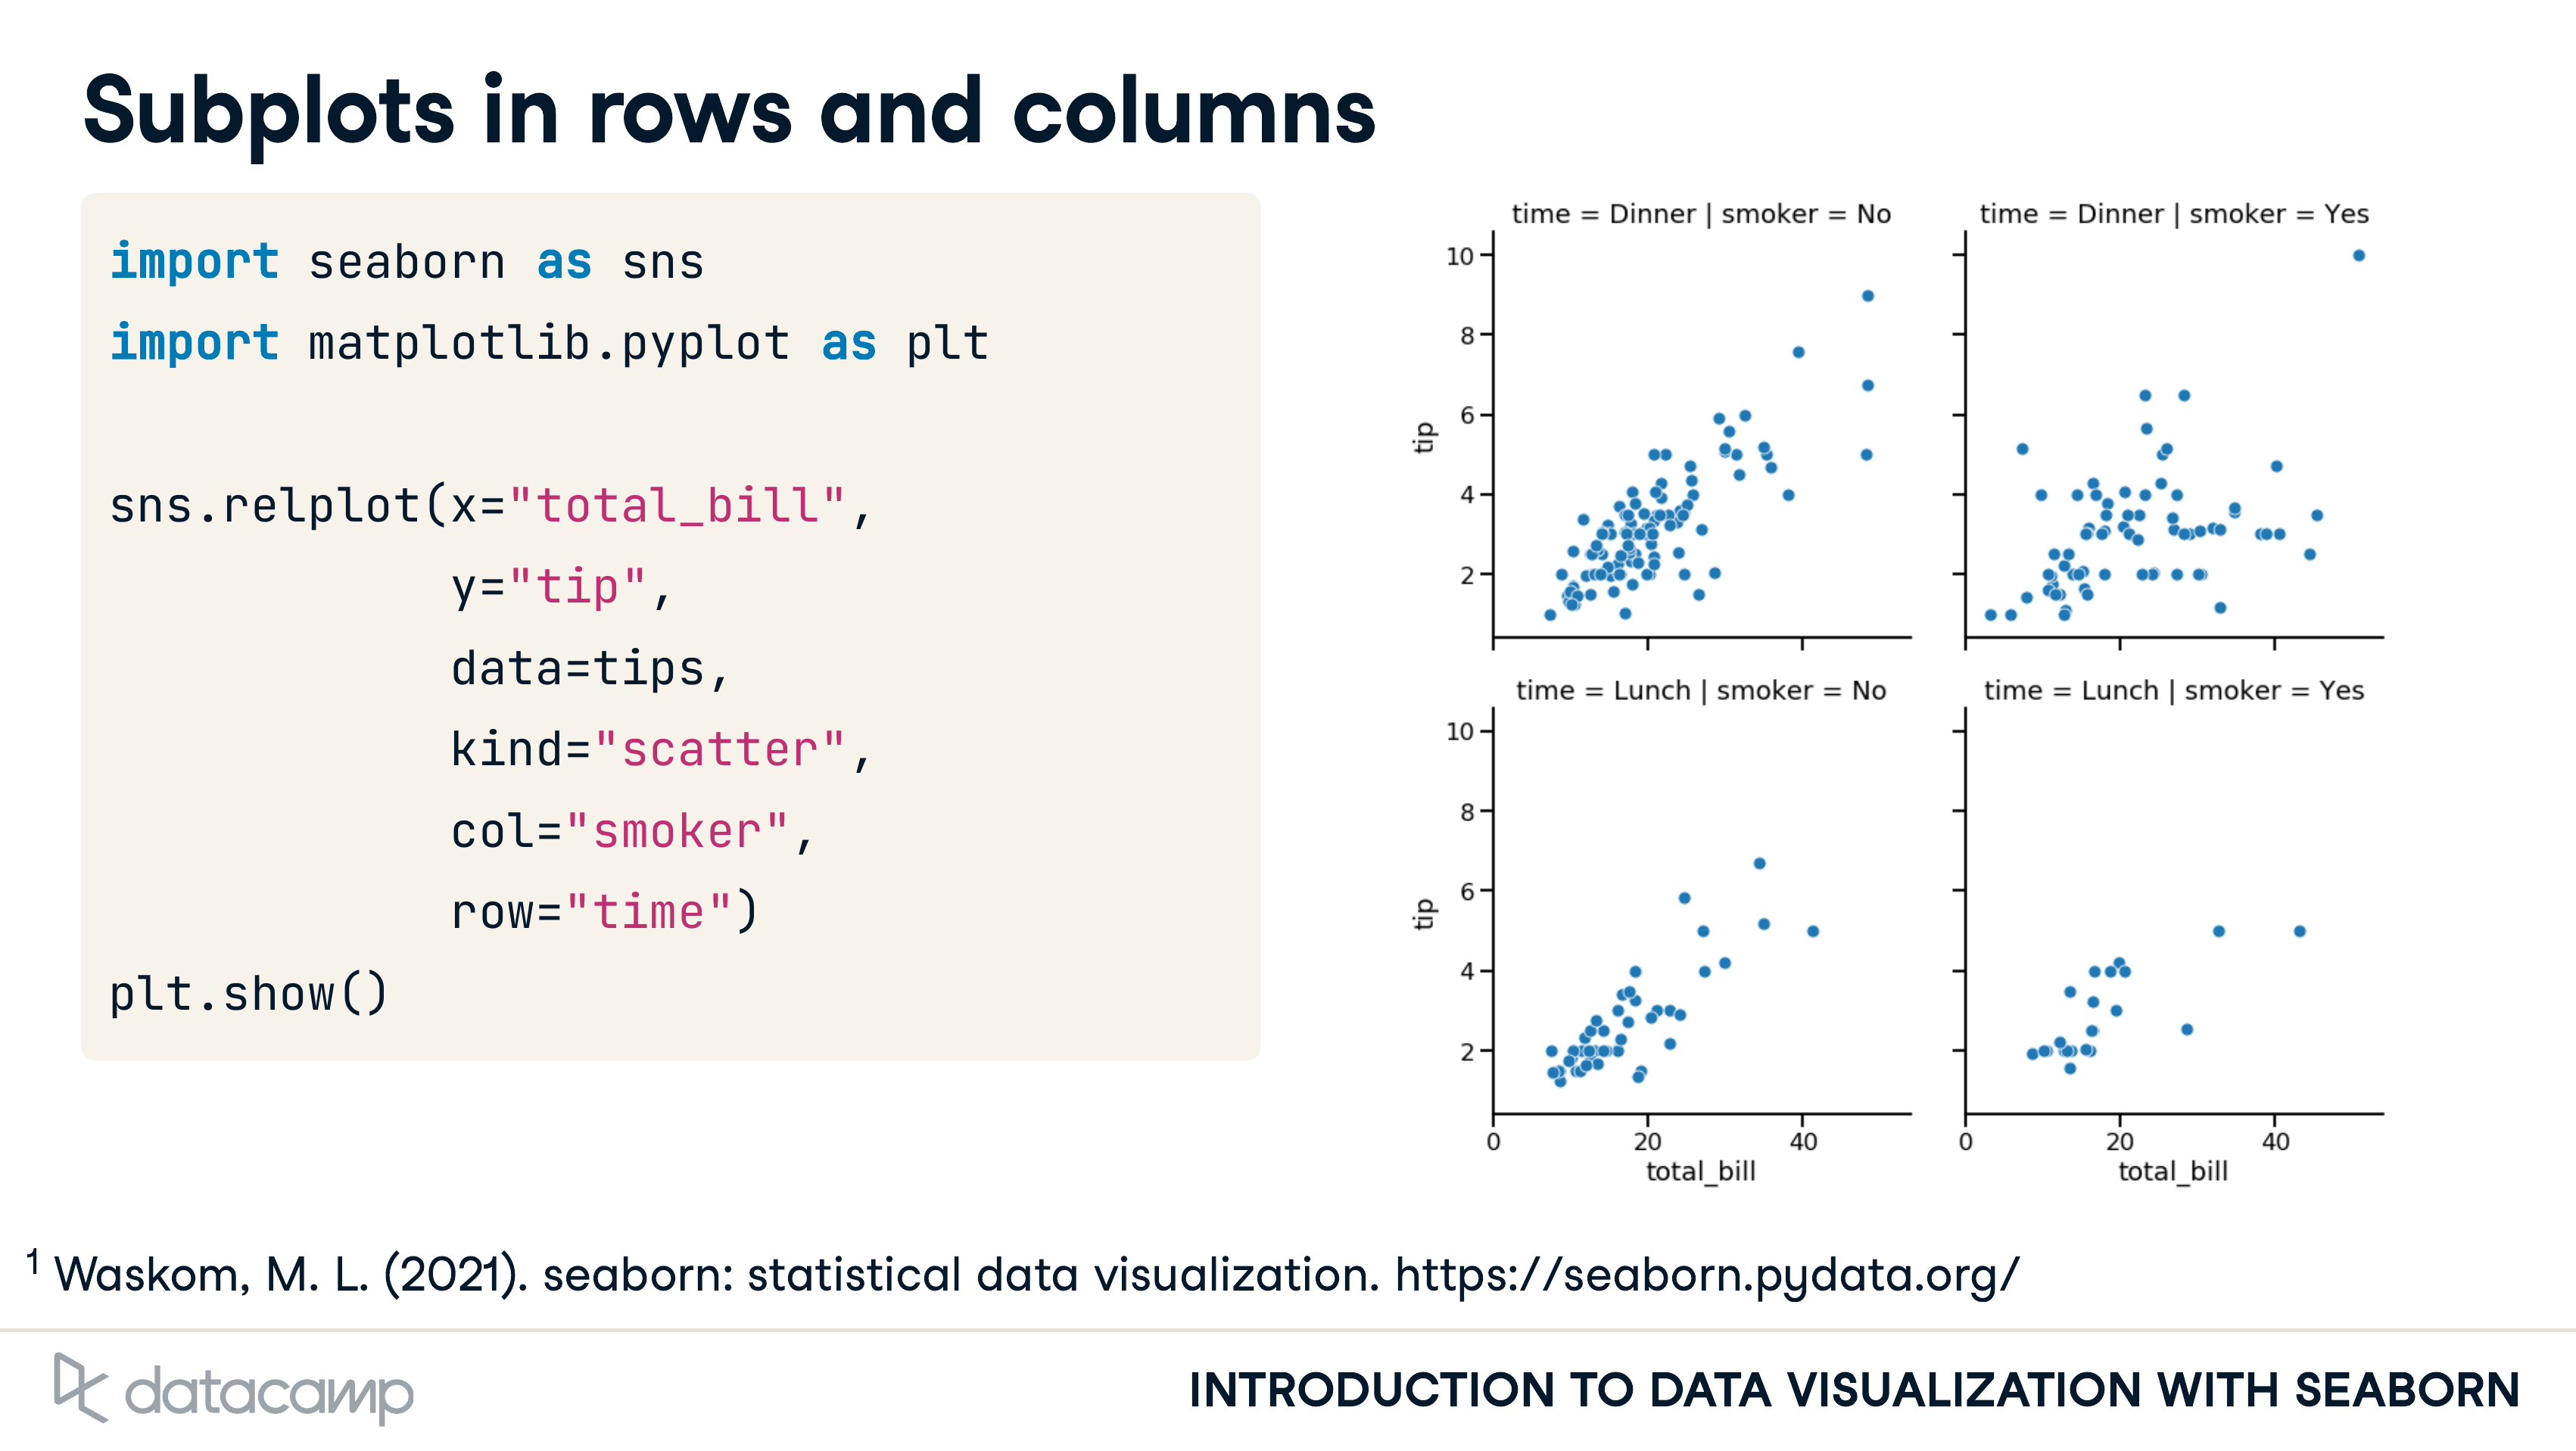 Subplots in rows and columns
import seaborn as sns
import matplotlib.pyplot as plt
sns.relplot(x="total_bill",
y="tip",
data=tips,
kind="scatter",
col="smoker",
row="time")
plt.show()
time = Dinner | smoker = No
time = Dinner | smoker = Yes
10
8
6
4
2
tip
time = Lunch | smoker = No
time = Lunch | smoker = Yes
10
8
6
4
2
tip
0 20 40
0 20 40
total_bill
total_bill
1 Waskom, M. L. (2021). seaborn: statistical data visualization. https://seaborn.pydata.org/
datacamp
INTRODUCTION TO DATA VISUALIZATION WITH SEABORN